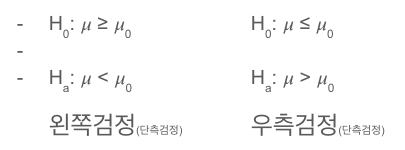 - H₀: μ ≥ μ₀ H₀: μ ≤ μ₀
-
- Hₐ: μ < μ₀ Hₐ: μ > μ₀
왼쪽검정(단측검정) 우측검정(단측검정)